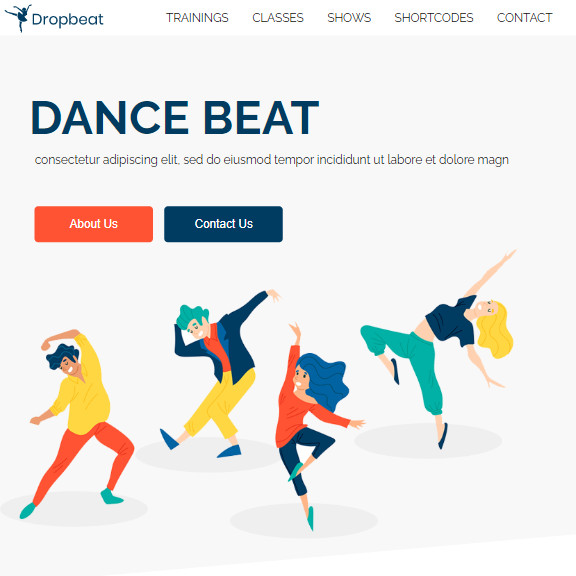 Dropbeat TRAININGS CLASSES SHOWS SHORTCODES CONTACT
DANCE BEAT
consectetur adipiscing elit, sed do eiusmod tempor incididunt ut labore et dolore magn
About Us Contact Us